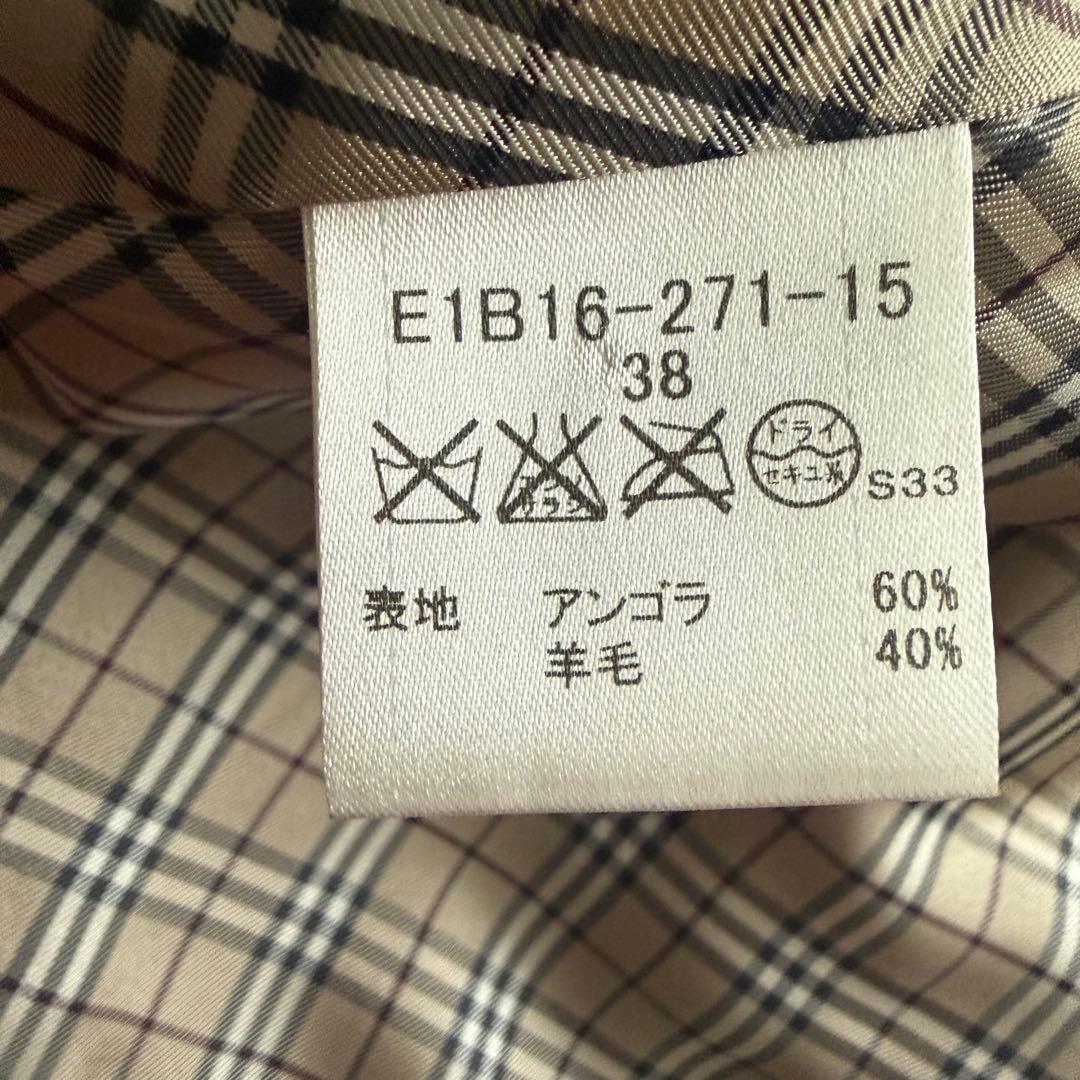 E1B16-271-15
38
ドライ
セキユ系
S33
表地 アンゴラ 60%
羊毛 40%